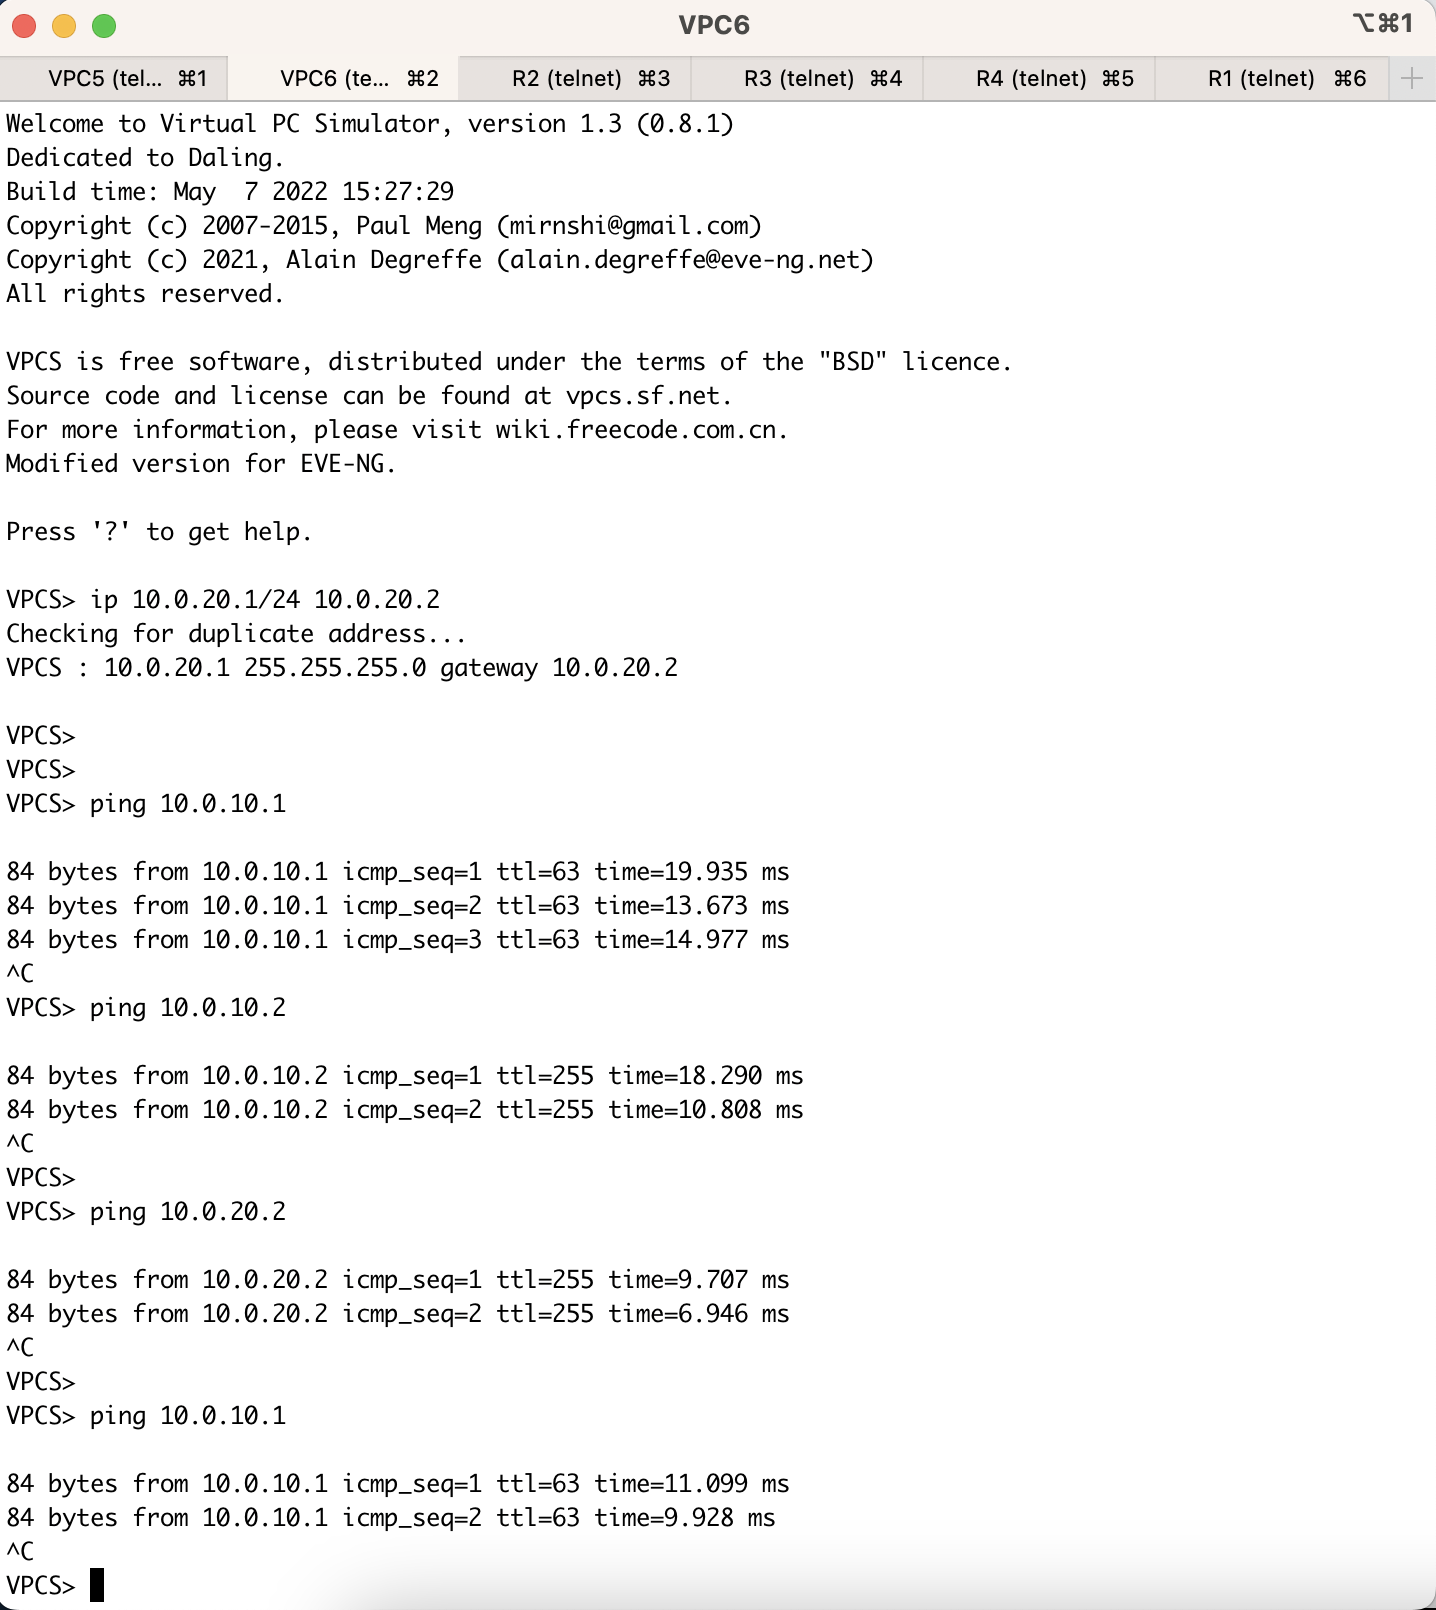 VPC6
⌥⌘1
VPC5 (tel... ⌘1
VPC6 (te... ⌘2
R2 (telnet) ⌘3
R3 (telnet) ⌘4
R4 (telnet) ⌘5
R1 (telnet) ⌘6
Welcome to Virtual PC Simulator, version 1.3 (0.8.1)
Dedicated to Daling.
Build time: May  7 2022 15:27:29
Copyright (c) 2007-2015, Paul Meng (mirnshi@gmail.com)
Copyright (c) 2021, Alain Degreffe (alain.degreffe@eve-ng.net)
All rights reserved.
VPCS is free software, distributed under the terms of the "BSD" licence.
Source code and license can be found at vpcs.sf.net.
For more information, please visit wiki.freecode.com.cn.
Modified version for EVE-NG.
Press '?' to get help.
VPCS> ip 10.0.20.1/24 10.0.20.2
Checking for duplicate address...
VPCS : 10.0.20.1 255.255.255.0 gateway 10.0.20.2
VPCS>
VPCS>
VPCS> ping 10.0.10.1
84 bytes from 10.0.10.1 icmp_seq=1 ttl=63 time=19.935 ms
84 bytes from 10.0.10.1 icmp_seq=2 ttl=63 time=13.673 ms
84 bytes from 10.0.10.1 icmp_seq=3 ttl=63 time=14.977 ms
^C
VPCS> ping 10.0.10.2
84 bytes from 10.0.10.2 icmp_seq=1 ttl=255 time=18.290 ms
84 bytes from 10.0.10.2 icmp_seq=2 ttl=255 time=10.808 ms
^C
VPCS>
VPCS> ping 10.0.20.2
84 bytes from 10.0.20.2 icmp_seq=1 ttl=255 time=9.707 ms
84 bytes from 10.0.20.2 icmp_seq=2 ttl=255 time=6.946 ms
^C
VPCS>
VPCS> ping 10.0.10.1
84 bytes from 10.0.10.1 icmp_seq=1 ttl=63 time=11.099 ms
84 bytes from 10.0.10.1 icmp_seq=2 ttl=63 time=9.928 ms
^C
VPCS>